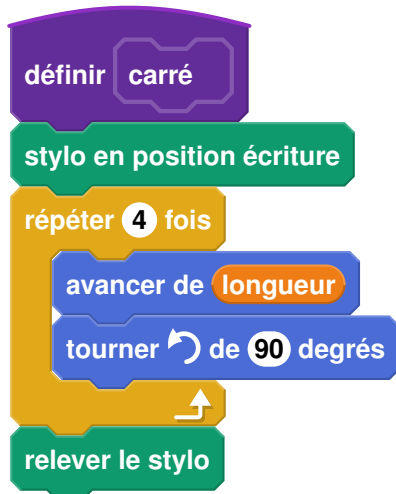 définir carré
stylo en position écriture
répéter 4 fois
avancer de longueur
tourner de 90 degrés
relever le stylo